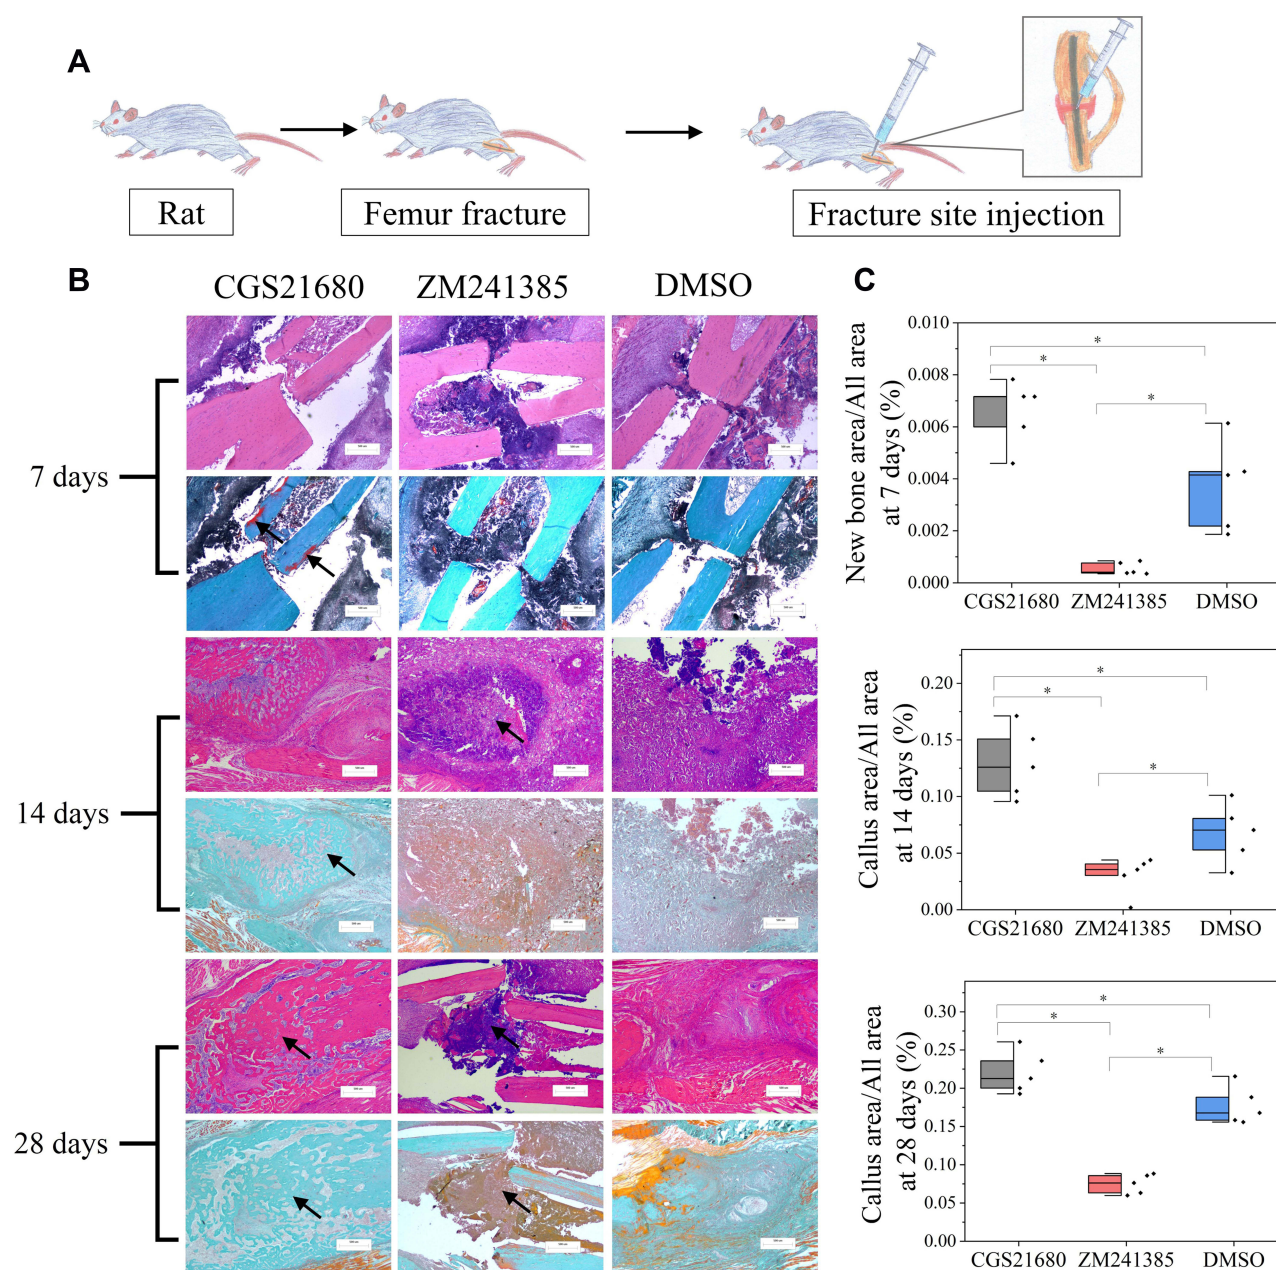 A
Rat
Femur fracture
Fracture site injection
B
CGS21680
ZM241385
DMSO
7 days
14 days
28 days
C
New bone area/All area
at 7 days (%)
0.010
0.008
0.006
0.004
0.002
0.000
*
*
*
CGS21680
ZM241385
DMSO
Callus area/All area
at 14 days (%)
0.20
0.15
0.10
0.05
0.00
*
*
*
CGS21680
ZM241385
DMSO
Callus area/All area
at 28 days (%)
0.30
0.25
0.20
0.15
0.10
0.05
0.00
*
*
*
CGS21680
ZM241385
DMSO